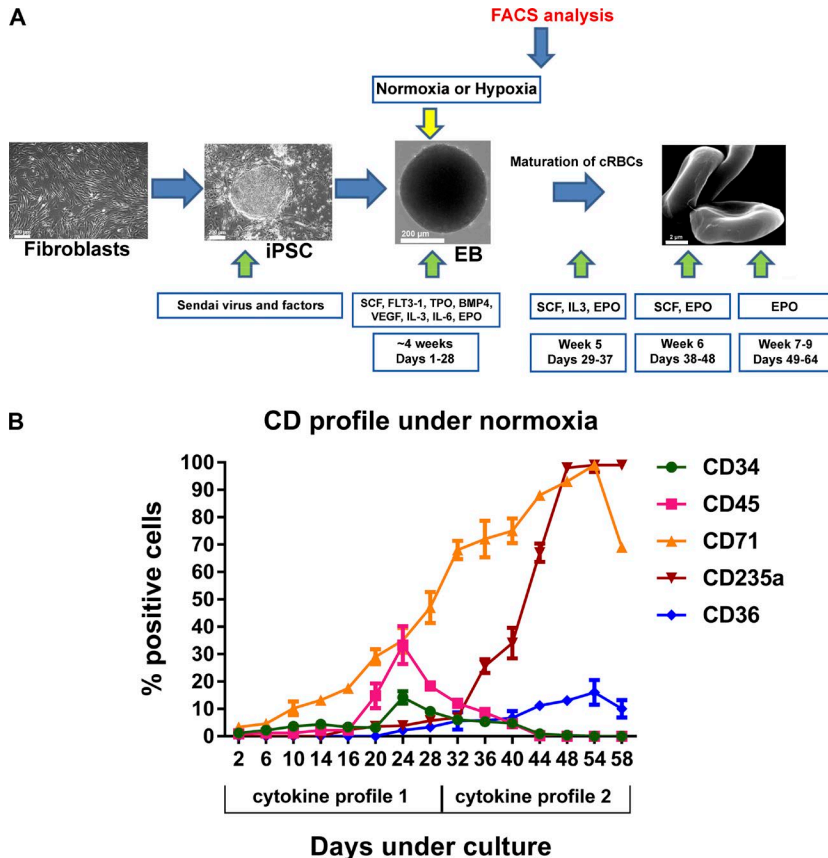 A
FACS analysis
Normoxia or Hypoxia
Maturation of cRBCs
200 µm
200 µm
200 µm
2 µm
Fibroblasts
iPSC
EB
Sendai virus and factors
SCF, FLT3-1, TPO, BMP4,
VEGF, IL-3, IL-6, EPO
SCF, IL3, EPO
SCF, EPO
EPO
~4 weeks
Days 1-28
Week 5
Days 29-37
Week 6
Days 38-48
Week 7-9
Days 49-64
B
CD profile under normoxia
% positive cells
100
90
80
70
60
50
40
30
20
10
0
2 6 10 14 16 20 24 28 32 36 40 44 48 54 58
cytokine profile 1
cytokine profile 2
Days under culture
CD34
CD45
CD71
CD235a
CD36